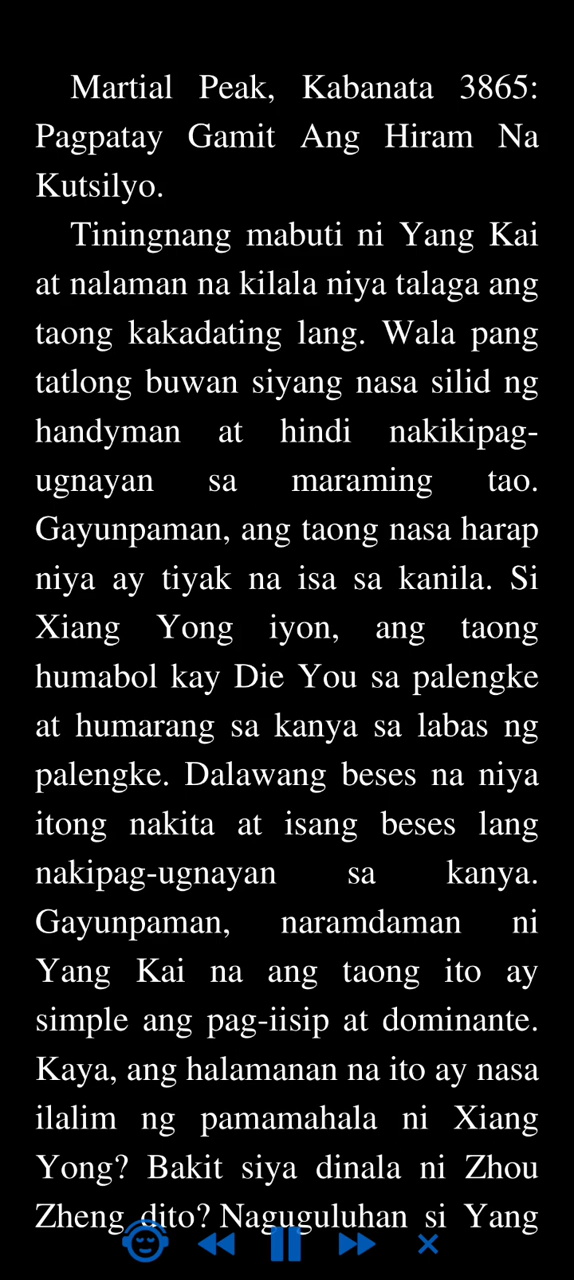 Martial Peak, Kabanata 3865:
Pagpatay Gamit Ang Hiram Na
Kutsilyo.
Tiningnang mabuti ni Yang Kai
at nalaman na kilala niya talaga ang
taong kakadating lang. Wala pang
tatlong buwan siyang nasa silid ng
handyman at hindi nakikipag-
ugnayan sa maraming tao.
Gayunpaman, ang taong nasa harap
niya ay tiyak na isa sa kanila. Si
Xiang Yong iyon, ang taong
humabol kay Die You sa palengke
at humarang sa kanya sa labas ng
palengke. Dalawang beses na niya
itong nakita at isang beses lang
nakipag-ugnayan sa kanya.
Gayunpaman, naramdaman ni
Yang Kai na ang taong ito ay
simple ang pag-iisip at dominante.
Kaya, ang halamanan na ito ay nasa
ilalim ng pamamahala ni Xiang
Yong? Bakit siya dinala ni Zhou
Zheng dito? Naguguluhan si Yang